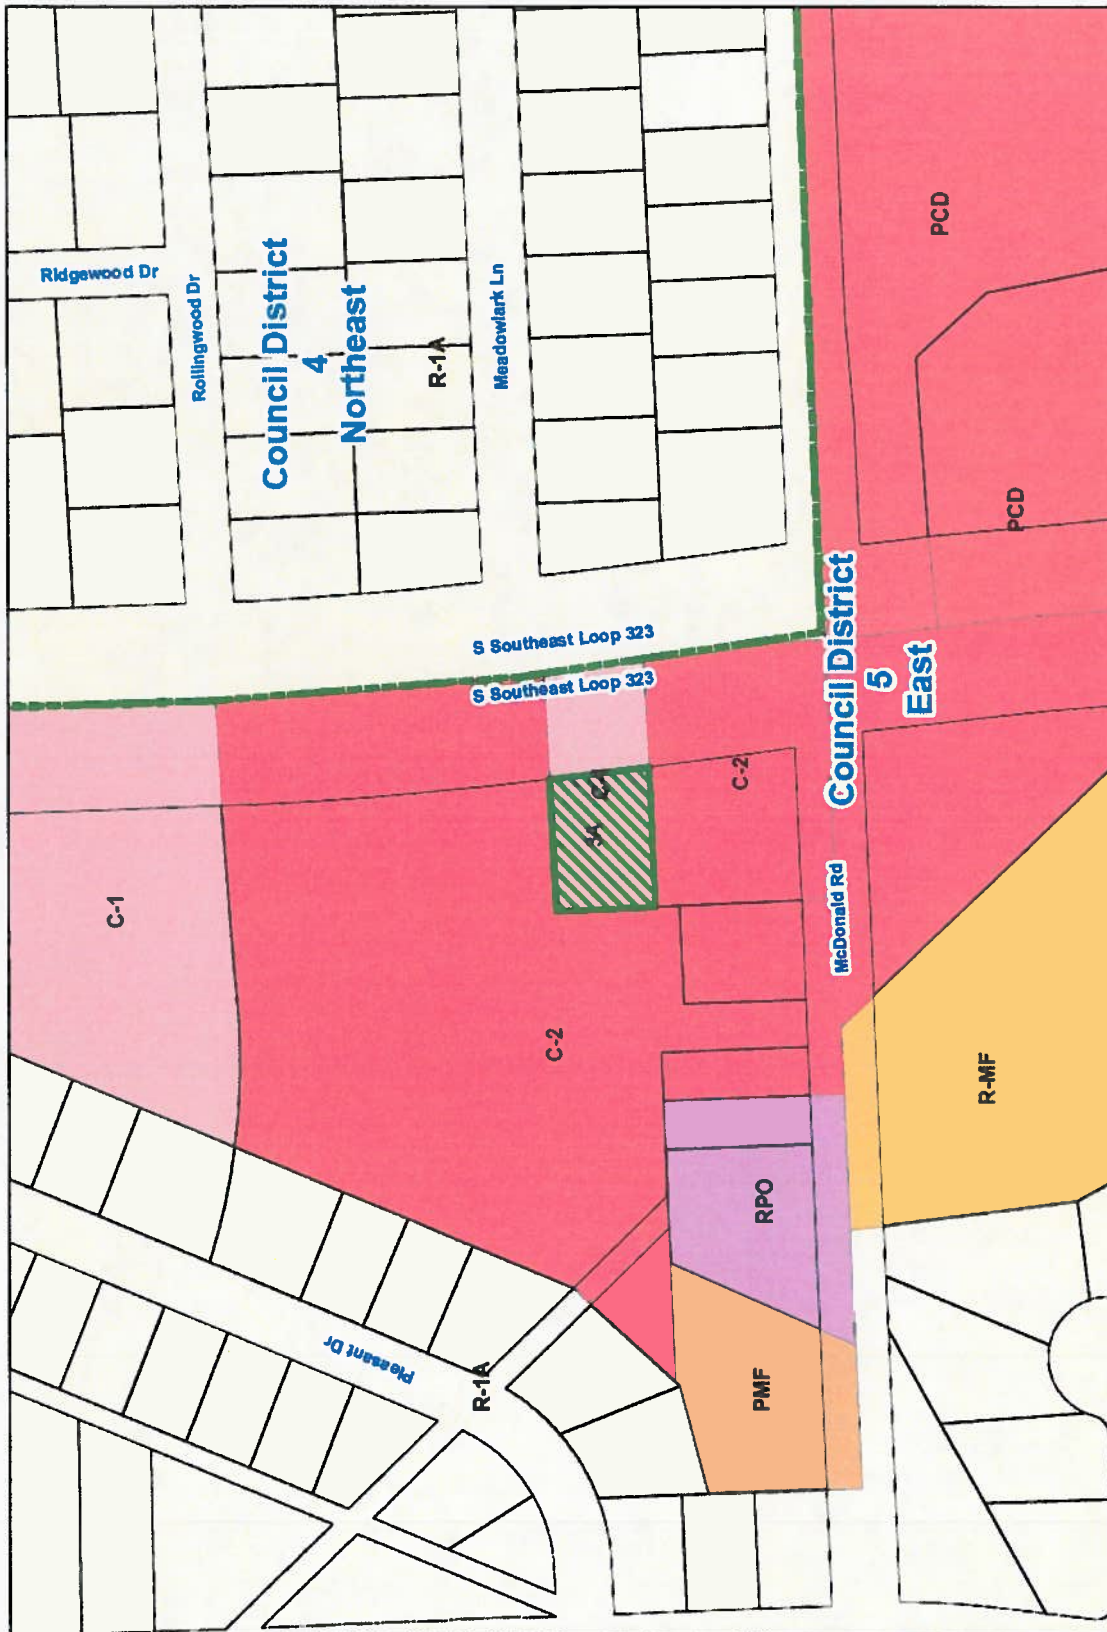 Ridgewood Dr
Rollingwood Dr
Council District
4
Northeast
R-1A
Meadowlark Ln
PCD
PCD
S Southeast Loop 323
S Southeast Loop 323
Council District
5
East
C-1
C-2
C-2
McDonald Rd
R-MF
RPO
PMF
Pleasant Dr
R-1A